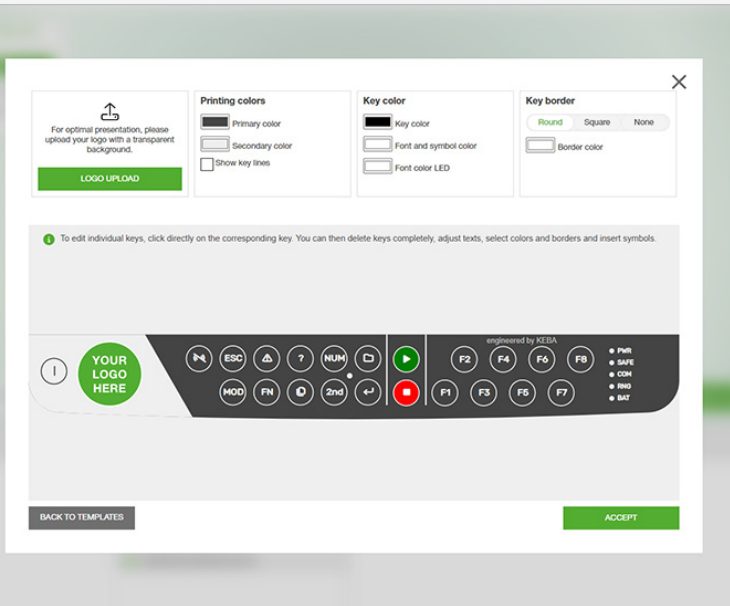 For optimal presentation, please
upload your logo with a transparent
background.
LOGO UPLOAD
Printing colors
Primary color
Secondary color
Show key lines
Key color
Key color
Font and symbol color
Font color LED
Key border
Round Square None
Border color
To edit individual keys, click directly on the corresponding key. You can then delete keys completely, adjust texts, select colors and borders and insert symbols.
engineered by KEBA
YOUR
LOGO
HERE
ESC ? NUM F2 F4 F6 F8
MOD FN 2nd F1 F3 F5 F7
PWR
SAFE
COM
RNG
BAT
BACK TO TEMPLATES
ACCEPT